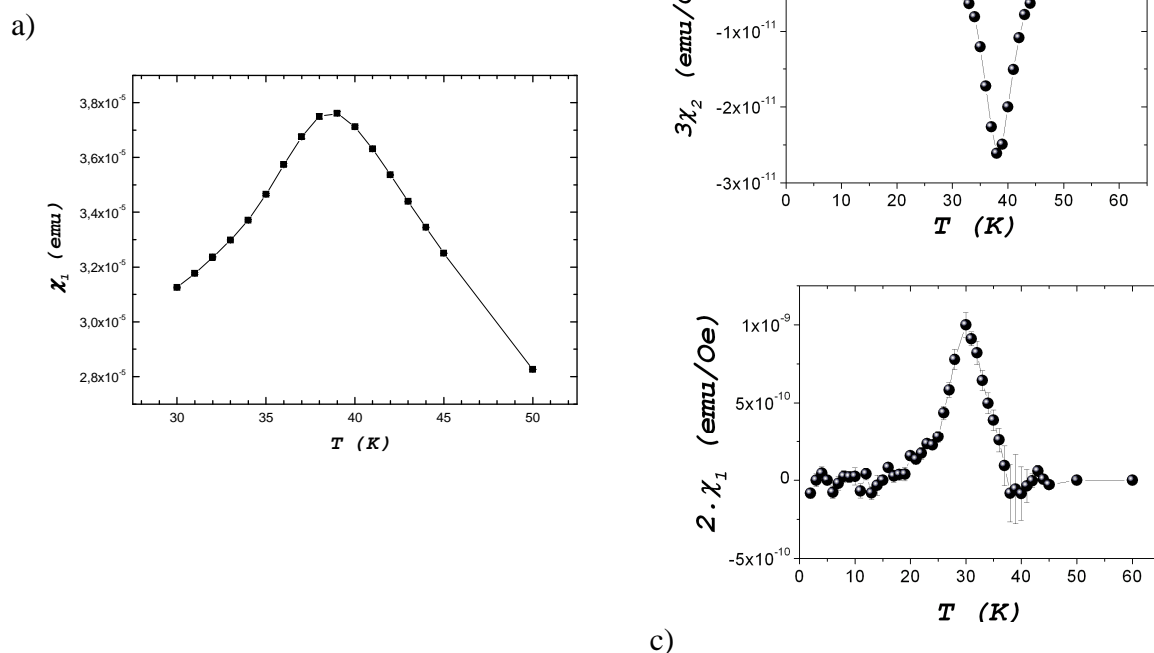 a)
3,8x10⁻⁵
3,6x10⁻⁵
3,4x10⁻⁵
3,2x10⁻⁵
3,0x10⁻⁵
2,8x10⁻⁵
χ₁ (emu)
30 35 40 45 50
T (K)
-1x10⁻¹¹
-2x10⁻¹¹
-3x10⁻¹¹
3χ₂ (emu/O
0 10 20 30 40 50 60
T (K)
1x10⁻⁹
5x10⁻¹⁰
0
-5x10⁻¹⁰
2.χ₁ (emu/Oe)
0 10 20 30 40 50 60
T (K)
c)